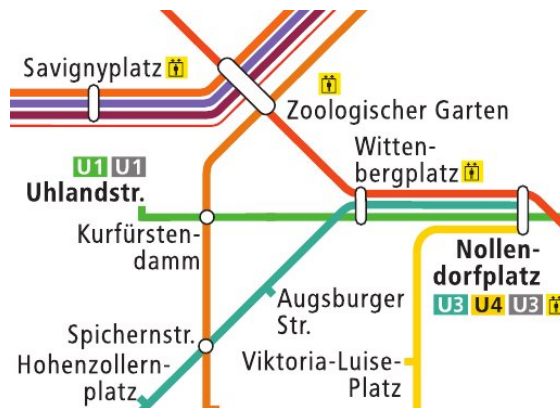 Savignyplatz
Zoologischer Garten
Witten-
bergplatz
U1 U1
Uhlandstr.
Kurfürsten-
damm
Nollen-
dorfplatz
U3 U4 U3
Augsburger
Str.
Spichernstr.
Hohenzollern-
platz
Viktoria-Luise-
Platz